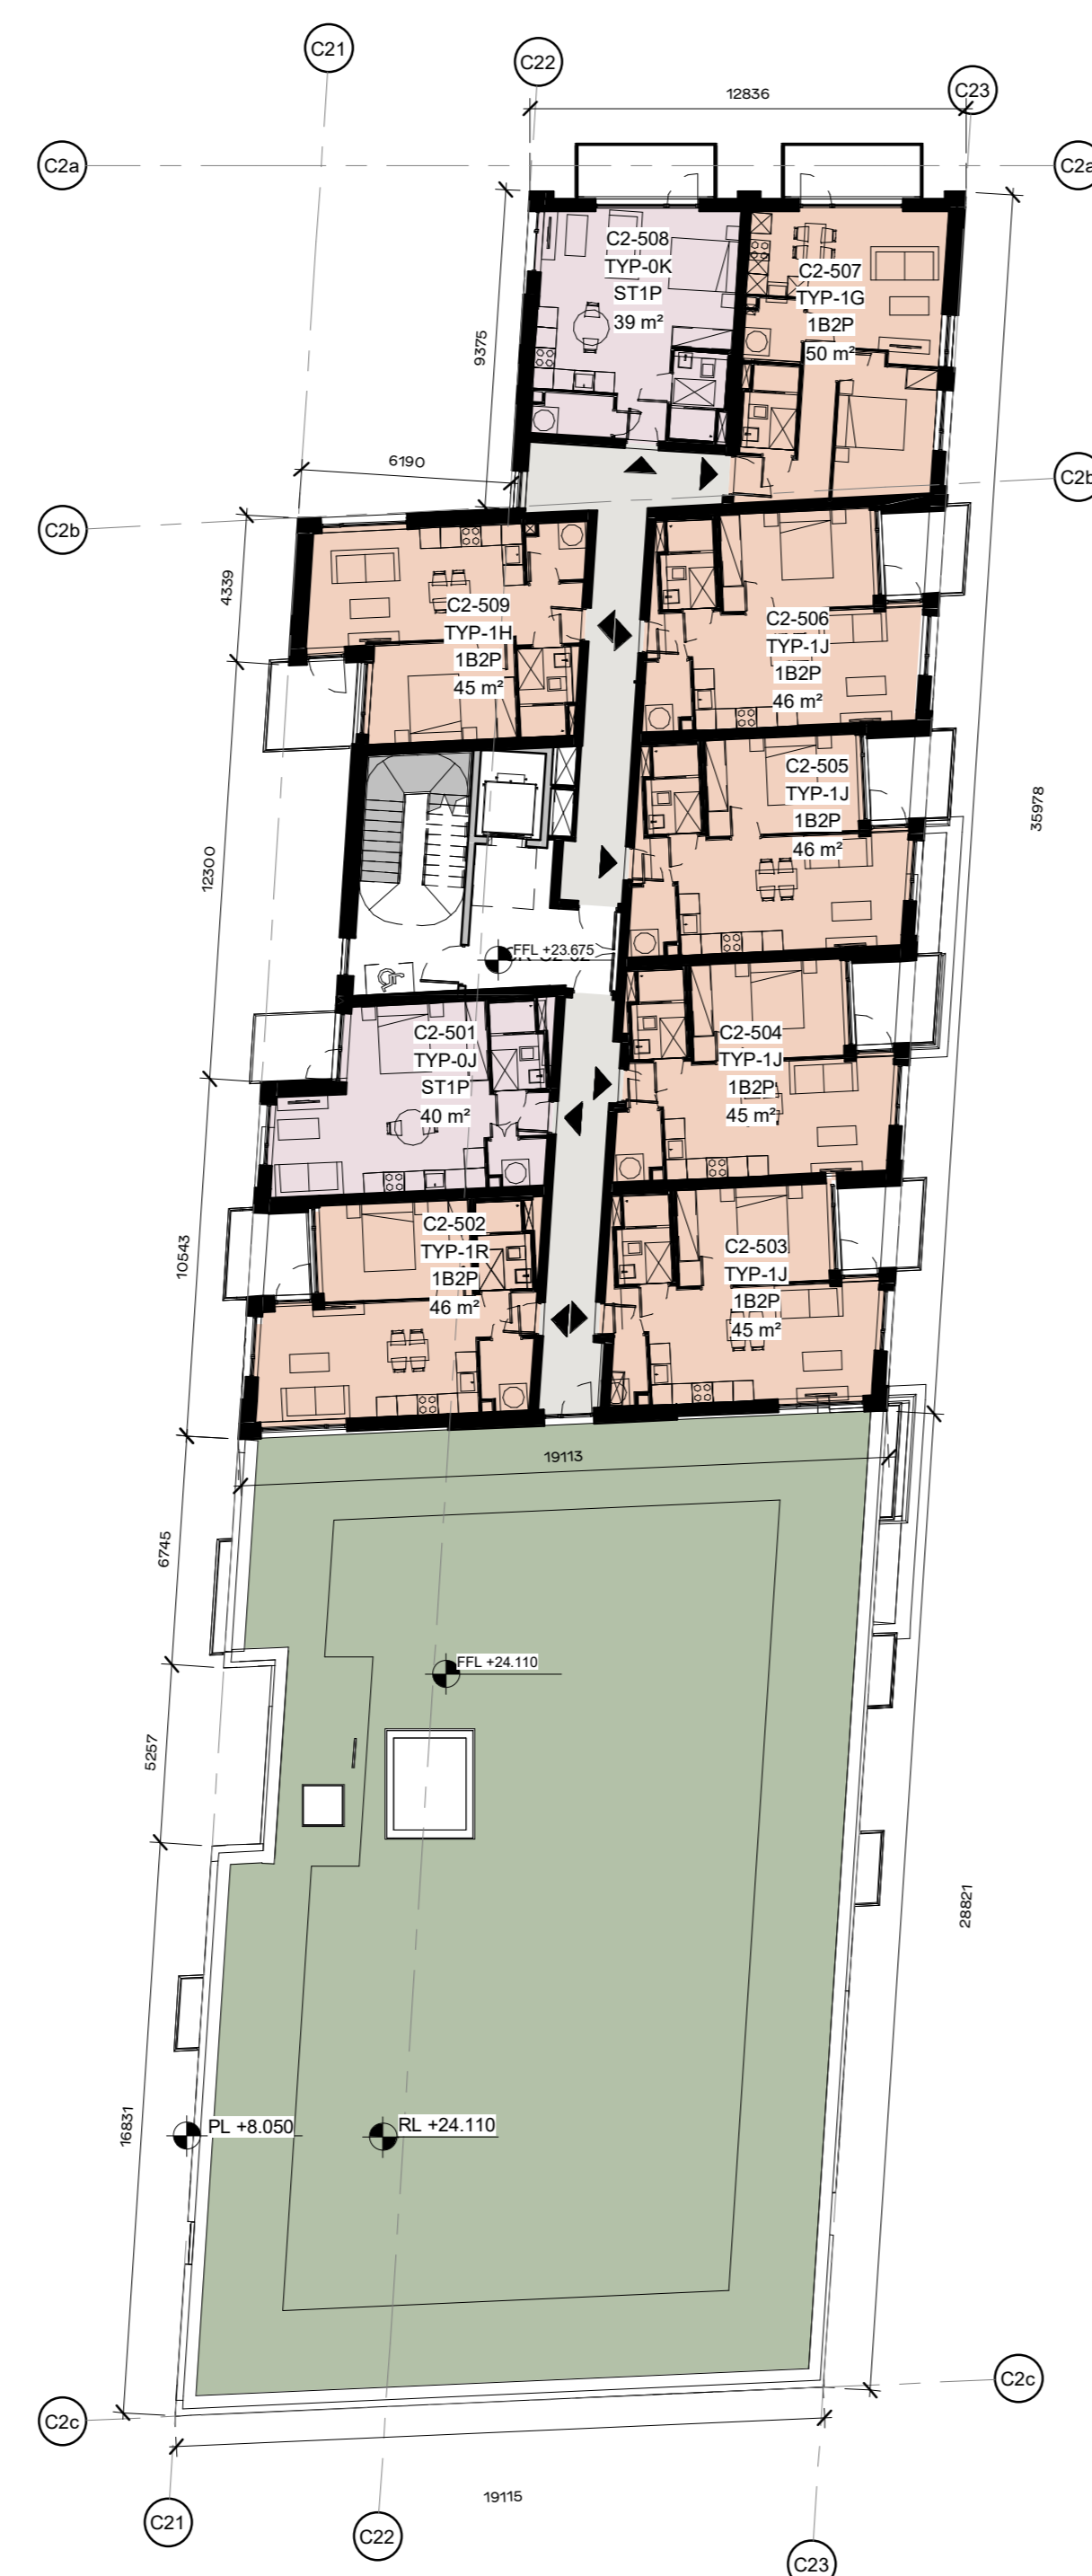 C21
C22
C23
12836
C2a
C2a
C2-508
TYP-0K
ST1P
39 m²
C2-507
TYP-1G
1B2P
50 m²
9375
6190
C2b
C2b
4339
C2-509
TYP-1H
1B2P
45 m²
C2-506
TYP-1J
1B2P
46 m²
C2-505
TYP-1J
1B2P
46 m²
35978
12300
FFL +23.675
C2-501
TYP-0J
ST1P
40 m²
C2-504
TYP-1J
1B2P
45 m²
10543
C2-502
TYP-1R
1B2P
46 m²
C2-503
TYP-1J
1B2P
45 m²
19113
6745
FFL +24.110
5257
28821
16831
PL +8.050
RL +24.110
C2c
C2c
19115
C21
C22
C23